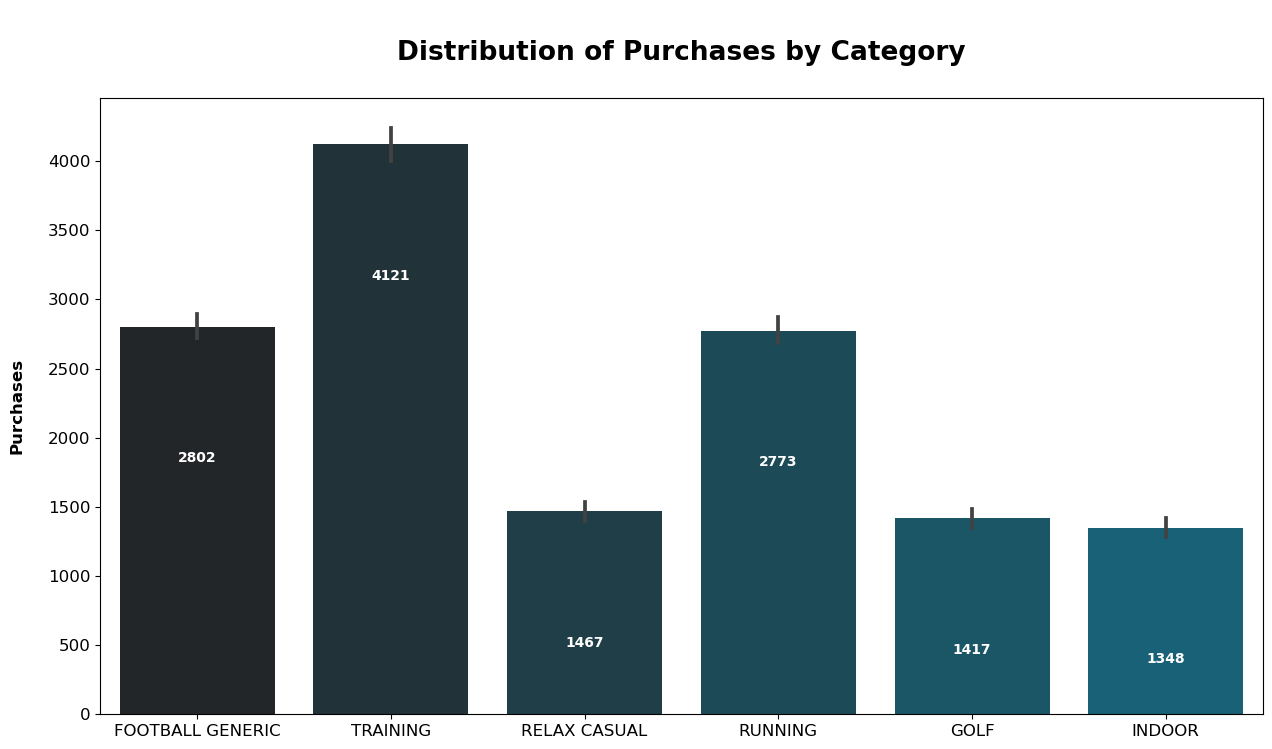 Distribution of Purchases by Category
Purchases
4000
3500
3000
2500
2000
1500
1000
500
0
2802
4121
1467
2773
1417
1348
FOOTBALL GENERIC
TRAINING
RELAX CASUAL
RUNNING
GOLF
INDOOR